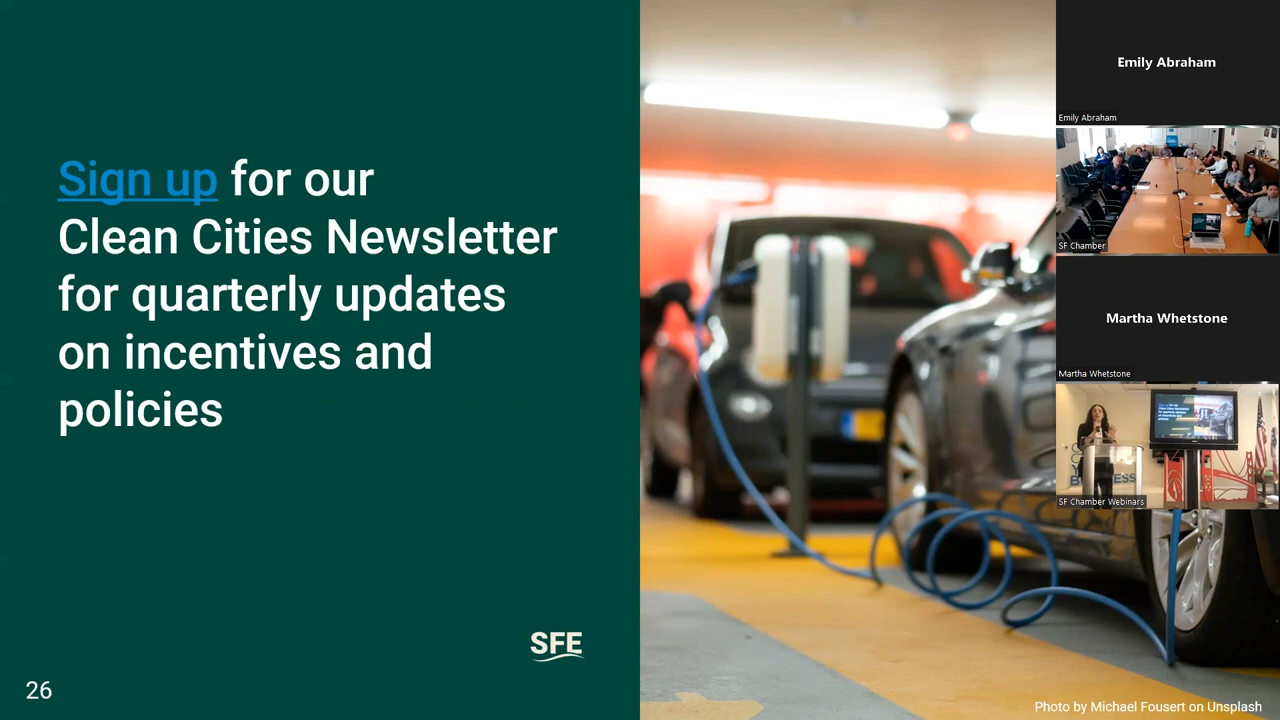 Sign up for our
Clean Cities Newsletter
for quarterly updates
on incentives and
policies
SFE
26
Photo by Michael Fousert on Unsplash
Emily Abraham
Emily Abraham
SF Chamber
Martha Whetstone
Martha Whetstone
SF Chamber Webinars